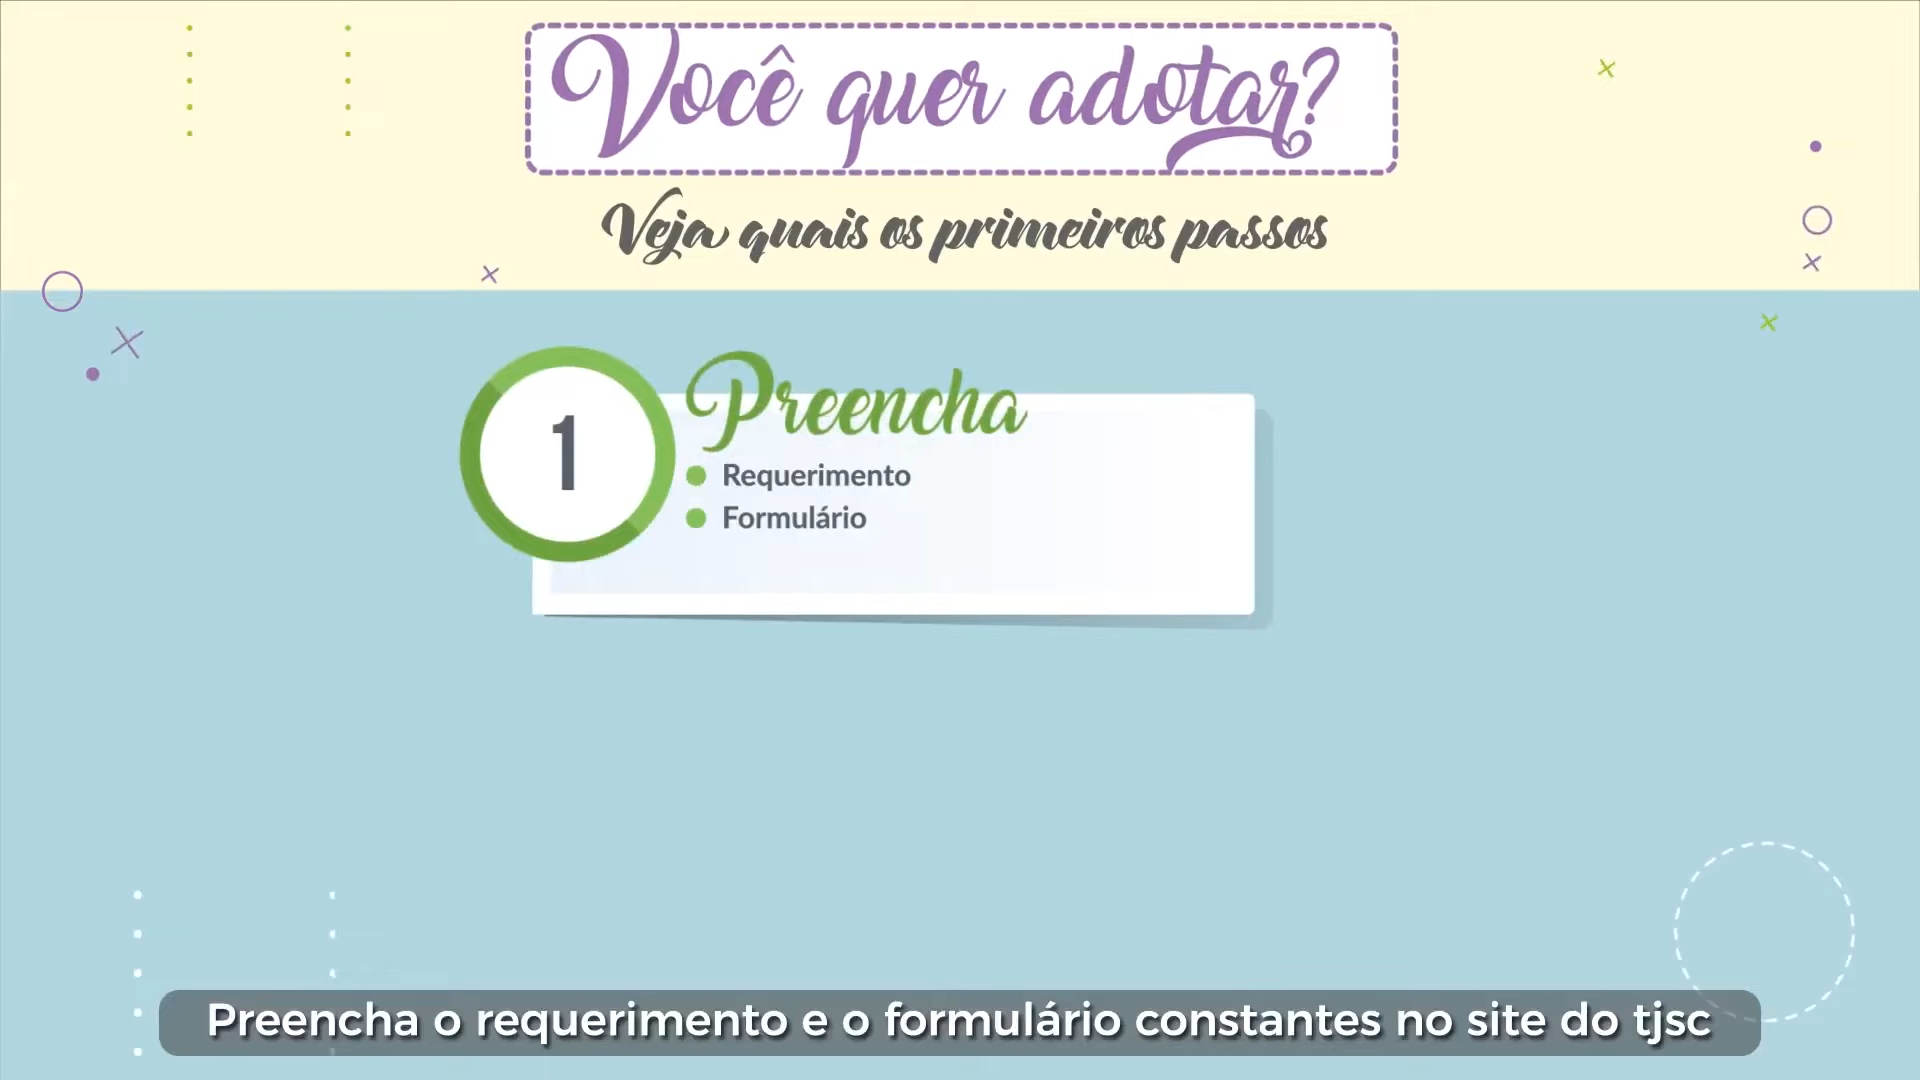 Você quer adotar?
Veja quais os primeiros passos
1
Preencha
Requerimento
Formulário
Preencha o requerimento e o formulário constantes no site do tjsc